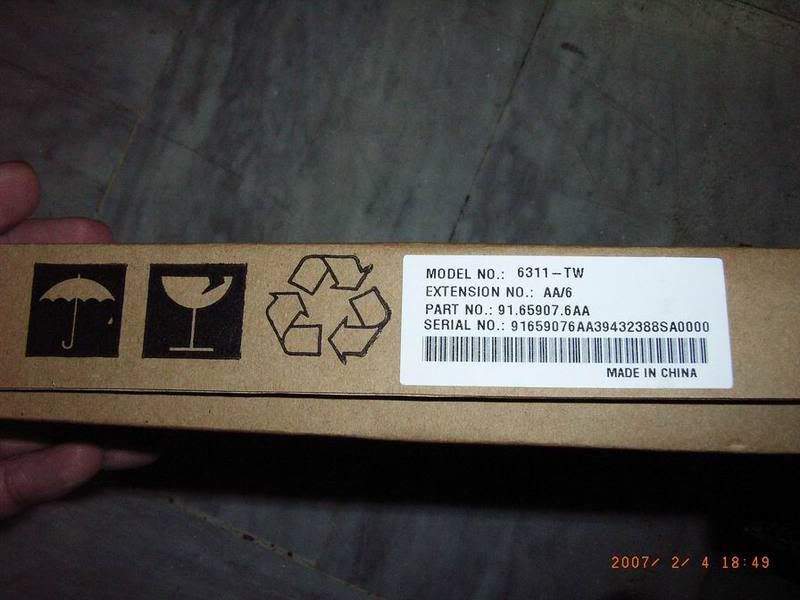 MODEL NO.: 6311-TW
EXTENSION NO.: AA/6
PART NO.: 91.65907.6AA
SERIAL NO.: 91659076AA39432388SA0000
MADE IN CHINA
2007/ 2/ 4 18:49